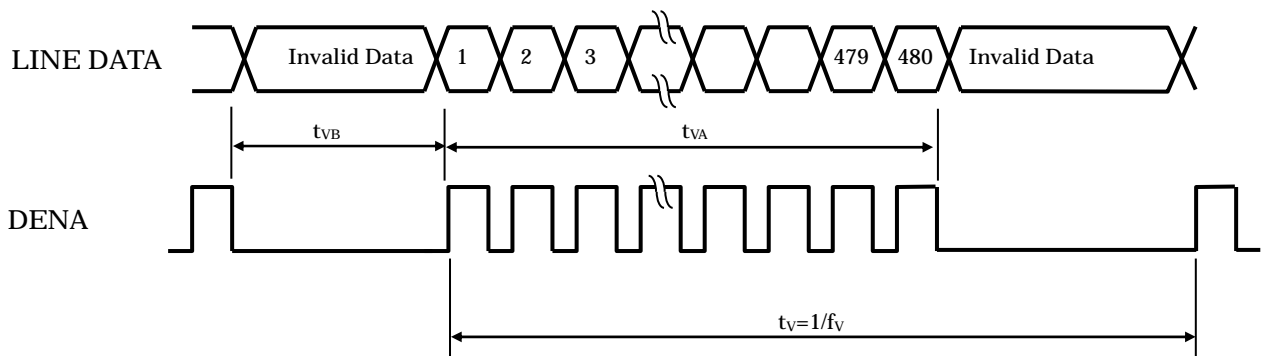 LINE DATA Invalid Data 1 2 3 479 480 Invalid Data
tVB tVA
DENA
tV=1/fV